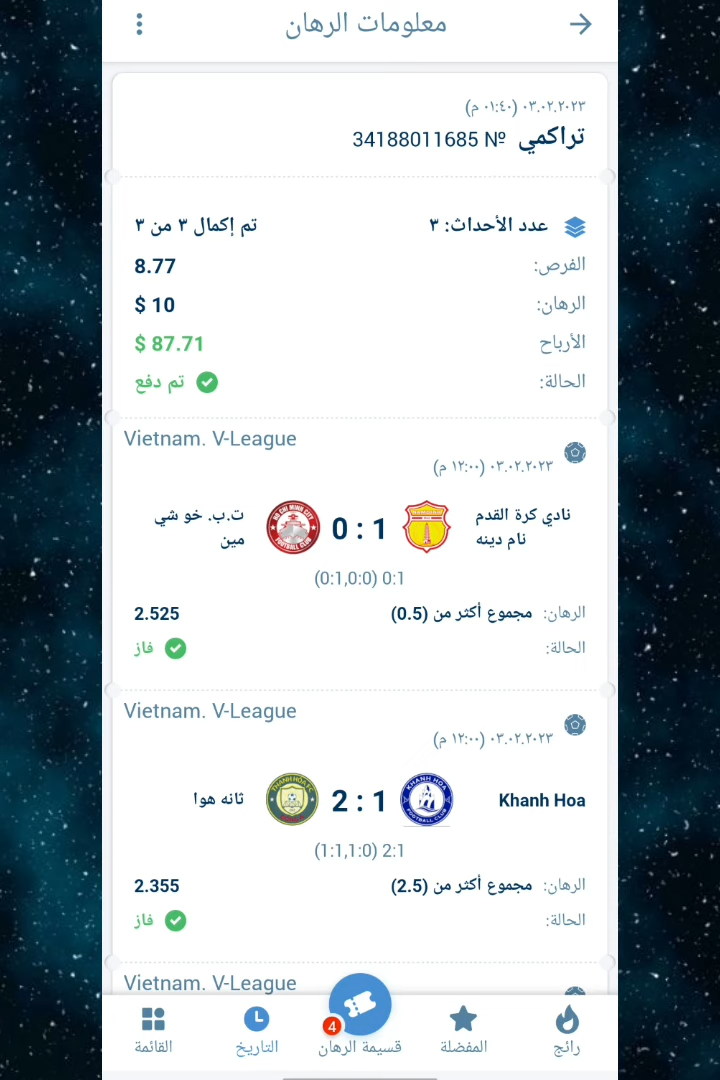 معلومات الرهان
٠٣.٠٢.٢٠٢٣ (٠١:٤٠ م)
تراكمي № 34188011685
عدد الأحداث: ٣ تم إكمال ٣ من ٣
الفرص: 8.77
الرهان: 10 $
الأرباح 87.71 $
الحالة: تم دفع
Vietnam. V-League
٠٣.٠٢.٢٠٢٣ (١٢:٠٠ م)
نادي كرة القدم نام دينه 0 : 1 ت.ب. خو شي مين
0:1 (0:1,0:0)
الرهان: مجموع أكثر من (0.5) 2.525
الحالة: فاز
Vietnam. V-League
٠٣.٠٢.٢٠٢٣ (١٢:٠٠ م)
Khanh Hoa 2 : 1 ثانه هوا
2:1 (1:1,1:0)
الرهان: مجموع أكثر من (2.5) 2.355
الحالة: فاز
Vietnam. V-League
4
رائج المفضلة قسيمة الرهان التاريخ القائمة